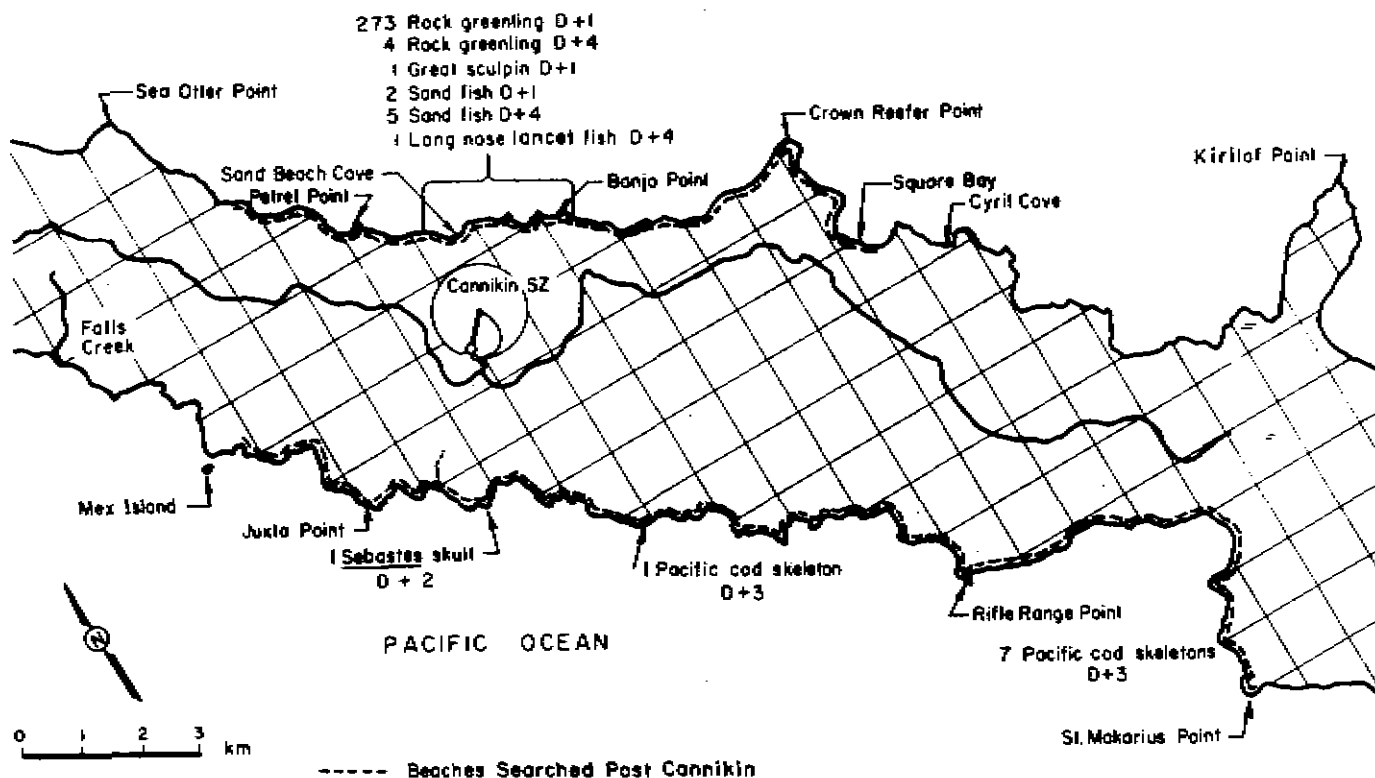 273 Rock greenling D+1
4 Rock greenling D+4
1 Great sculpin D+1
2 Sand fish D+1
5 Sand fish D+4
1 Long nose lancet fish D+4
Sea Otter Point
Crown Reefer Point
Kirilof Point
Sand Beach Cove
Petrel Point
Banjo Point
Square Bay
Cyril Cove
Cannikin SZ
Falls
Creek
Mex Island
Juxta Point
1 Sebastes skull
D + 2
1 Pacific cod skeleton
D+3
Rifle Range Point
7 Pacific cod skeletons
D+3
St. Makarius Point
PACIFIC OCEAN
N
0 1 2 3
km
Beaches Searched Post Cannikin